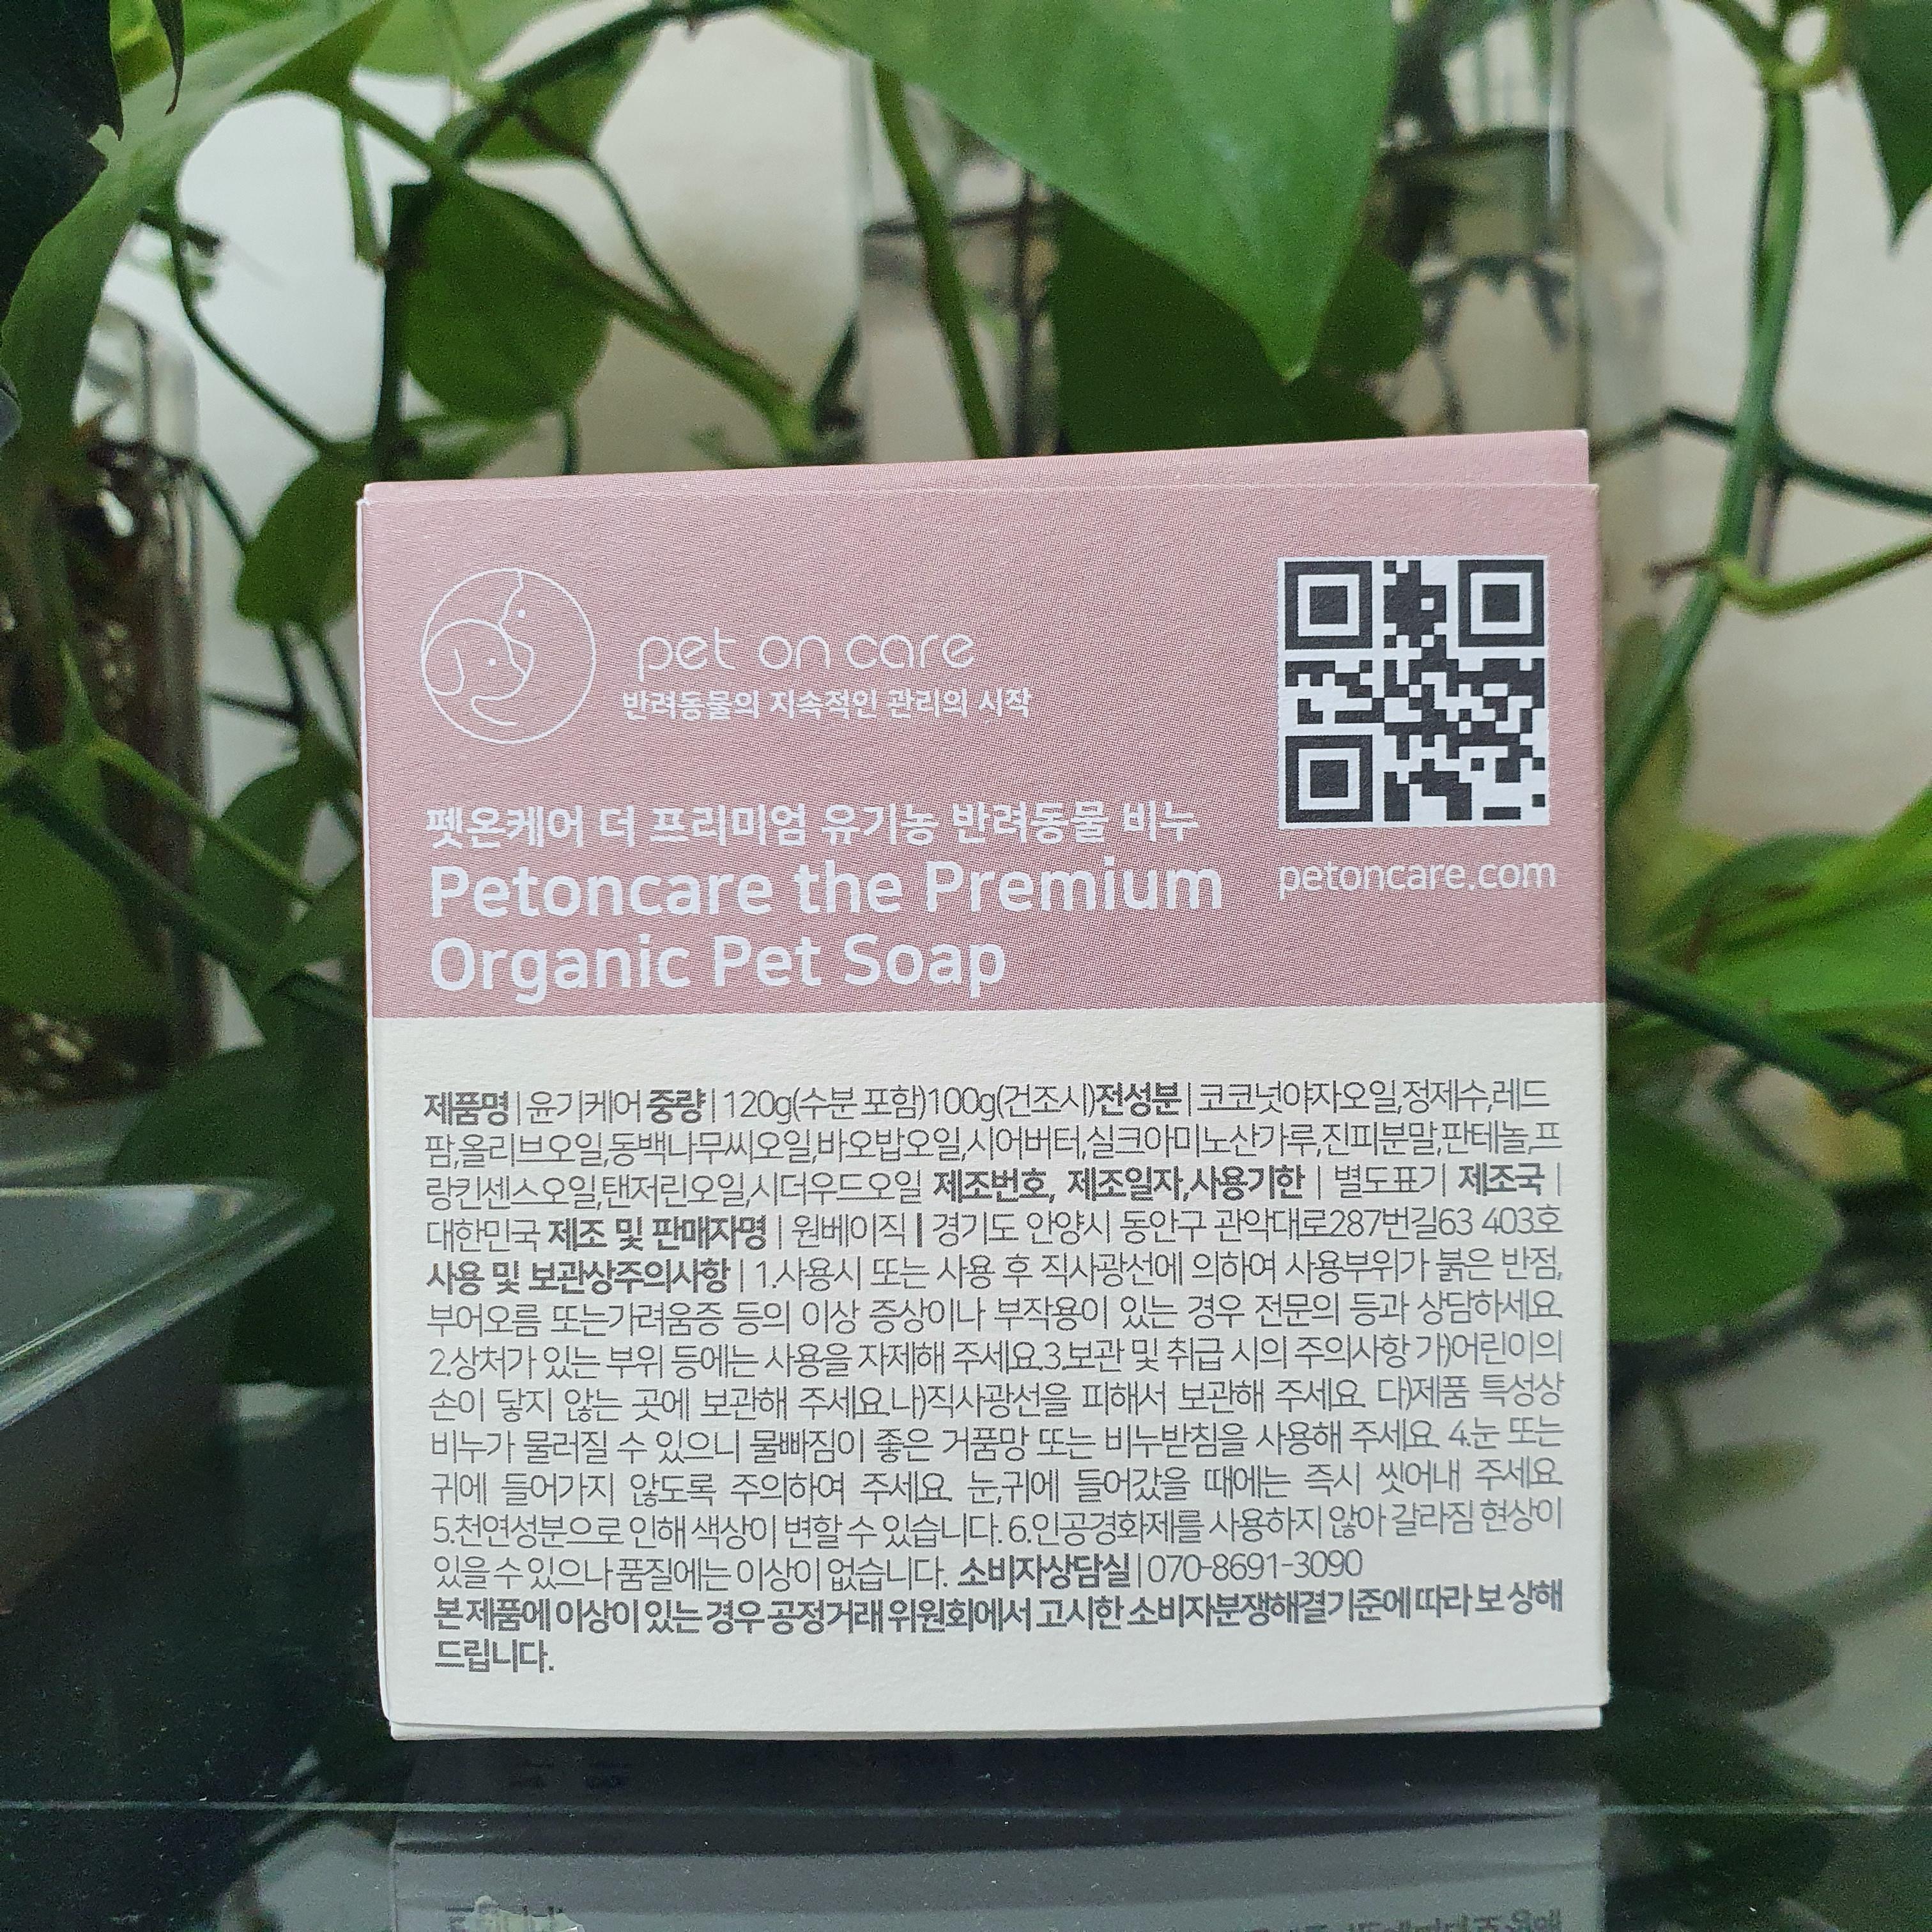 pet on care
반려동물의 지속적인 관리의 시작
펫온케어 더 프리미엄 유기농 반려동물 비누
Petoncare the Premium
Organic Pet Soap
petoncare.com
제품명 | 윤기케어 중량 | 120g(수분 포함)100g(건조시)전성분 | 코코넛야자오일,정제수,레드
팜,올리브오일,동백나무씨오일,바오밥오일,시어버터,실크아미노산가루,진피분말,판테놀,프
랑킨센스오일,탠저린오일,시더우드오일 제조번호, 제조일자,사용기한 | 별도표기 제조국 |
대한민국 제조 및 판매자명 | 원베이직 | 경기도 안양시 동안구 관악대로287번길63 403호
사용 및 보관상주의사항 | 1.사용시 또는 사용 후 직사광선에 의하여 사용부위가 붉은 반점,
부어오름 또는가려움증 등의 이상 증상이나 부작용이 있는 경우 전문의 등과 상담하세요.
2.상처가 있는 부위 등에는 사용을 자제해 주세요.3.보관 및 취급 시의 주의사항 가)어린이의
손이 닿지 않는 곳에 보관해 주세요.나)직사광선을 피해서 보관해 주세요. 다)제품 특성상
비누가 물러질 수 있으니 물빠짐이 좋은 거품망 또는 비누받침을 사용해 주세요. 4.눈 또는
귀에 들어가지 않도록 주의하여 주세요. 눈,귀에 들어갔을 때에는 즉시 씻어내 주세요.
5.천연성분으로 인해 색상이 변할 수 있습니다. 6.인공경화제를 사용하지 않아 갈라짐 현상이
있을 수 있으나 품질에는 이상이 없습니다. 소비자상담실 | 070-8691-3090
본 제품에 이상이 있는 경우 공정거래 위원회에서 고시한 소비자분쟁해결기준에 따라 보 상해
드립니다.